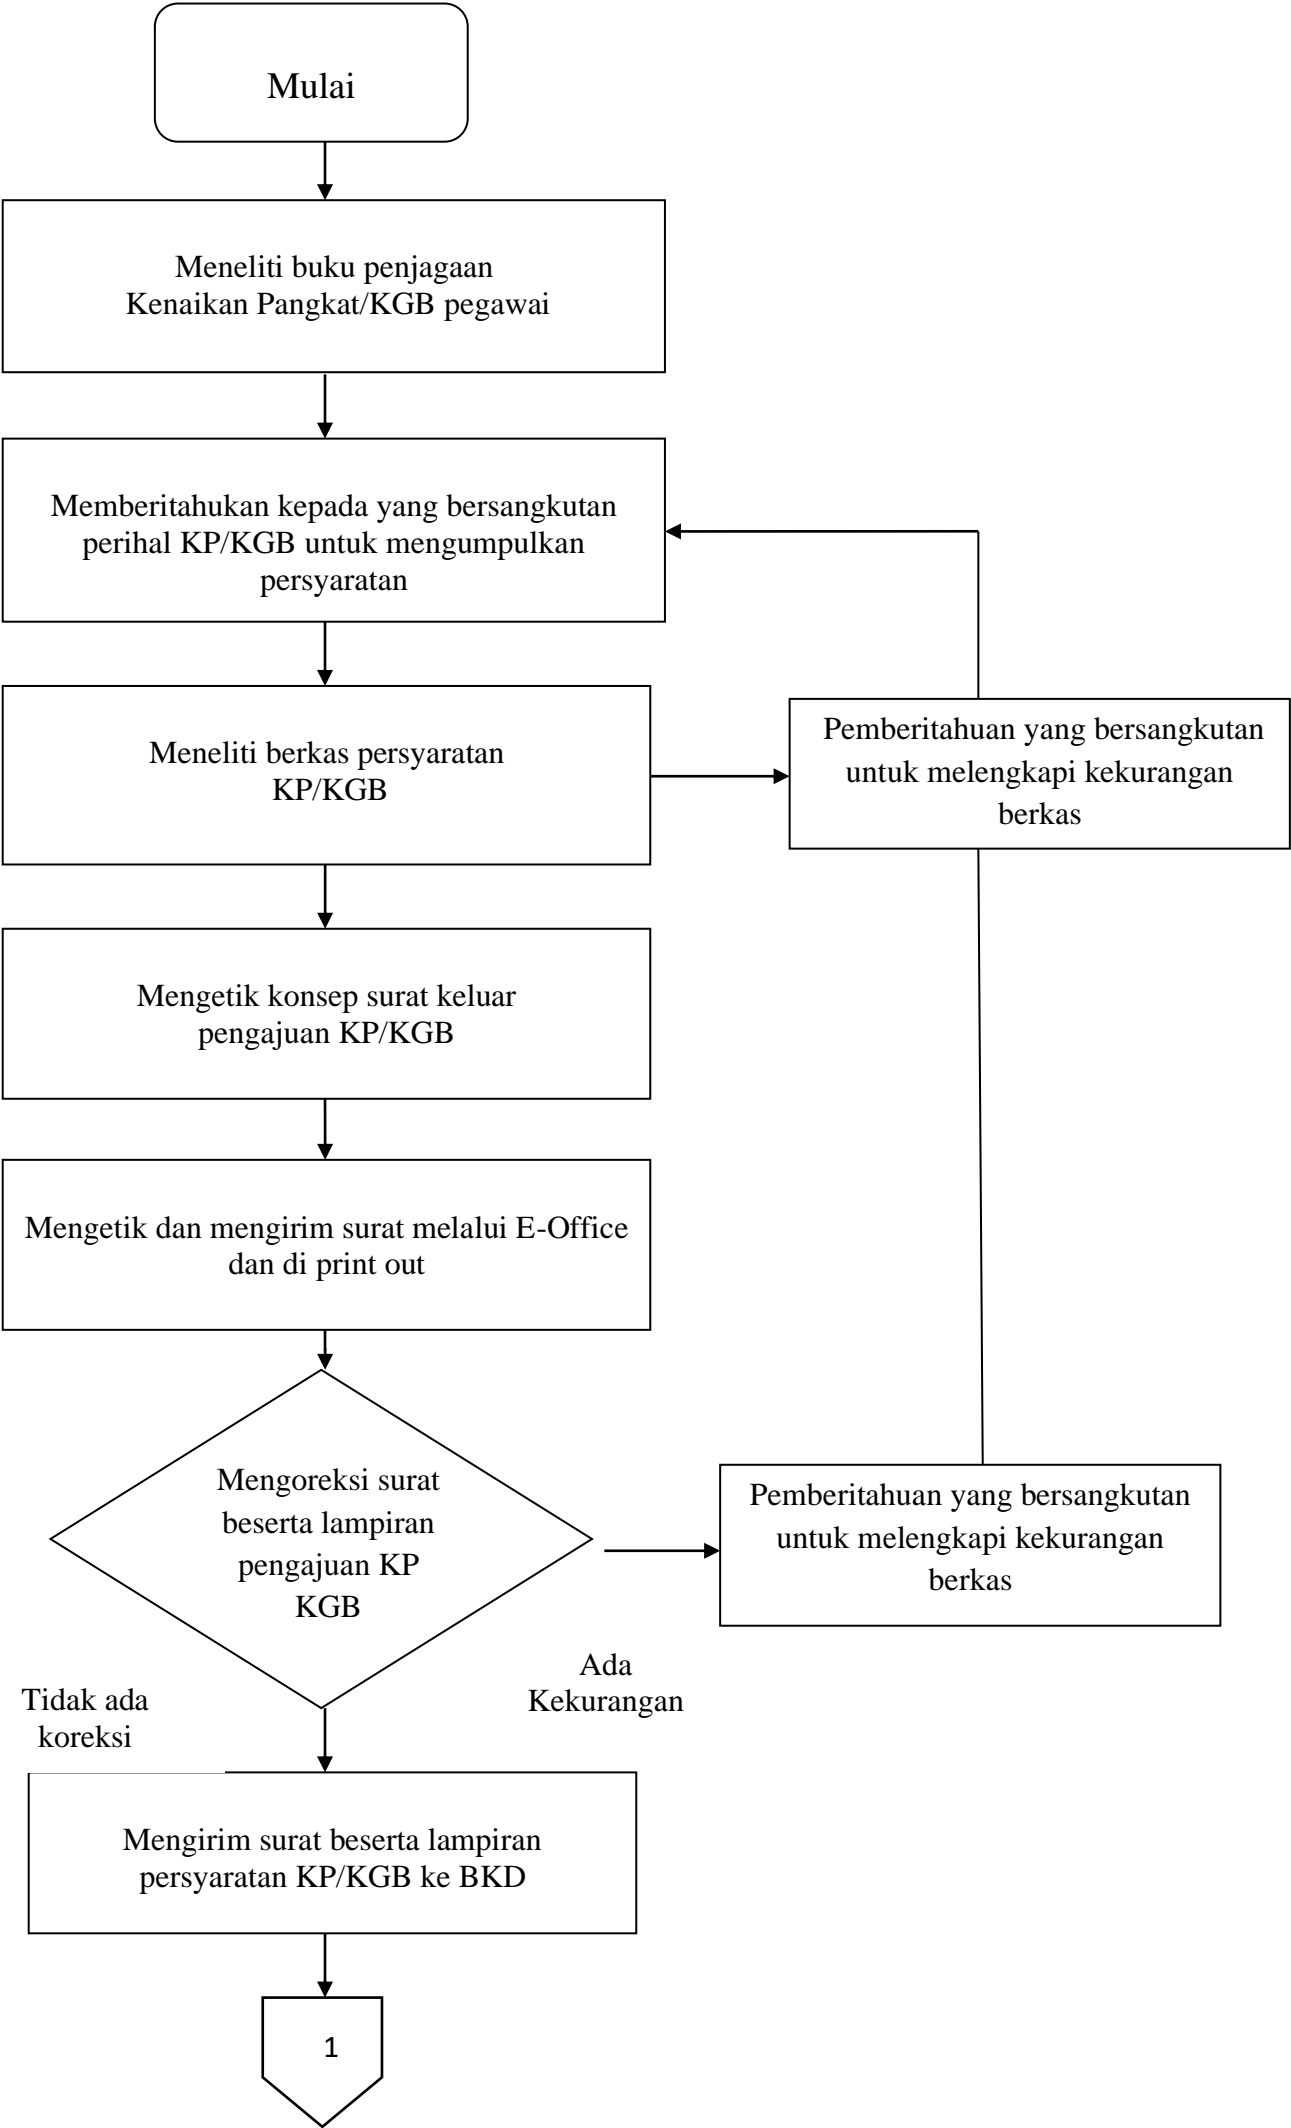 Mulai
Meneliti buku penjagaan
Kenaikan Pangkat/KGB pegawai
Memberitahukan kepada yang bersangkutan
perihal KP/KGB untuk mengumpulkan
persyaratan
Meneliti berkas persyaratan
KP/KGB
Pemberitahuan yang bersangkutan
untuk melengkapi kekurangan
berkas
Mengetik konsep surat keluar
pengajuan KP/KGB
Mengetik dan mengirim surat melalui E-Office
dan di print out
Mengoreksi surat
beserta lampiran
pengajuan KP
KGB
Pemberitahuan yang bersangkutan
untuk melengkapi kekurangan
berkas
Ada
Kekurangan
Tidak ada
koreksi
Mengirim surat beserta lampiran
persyaratan KP/KGB ke BKD
1